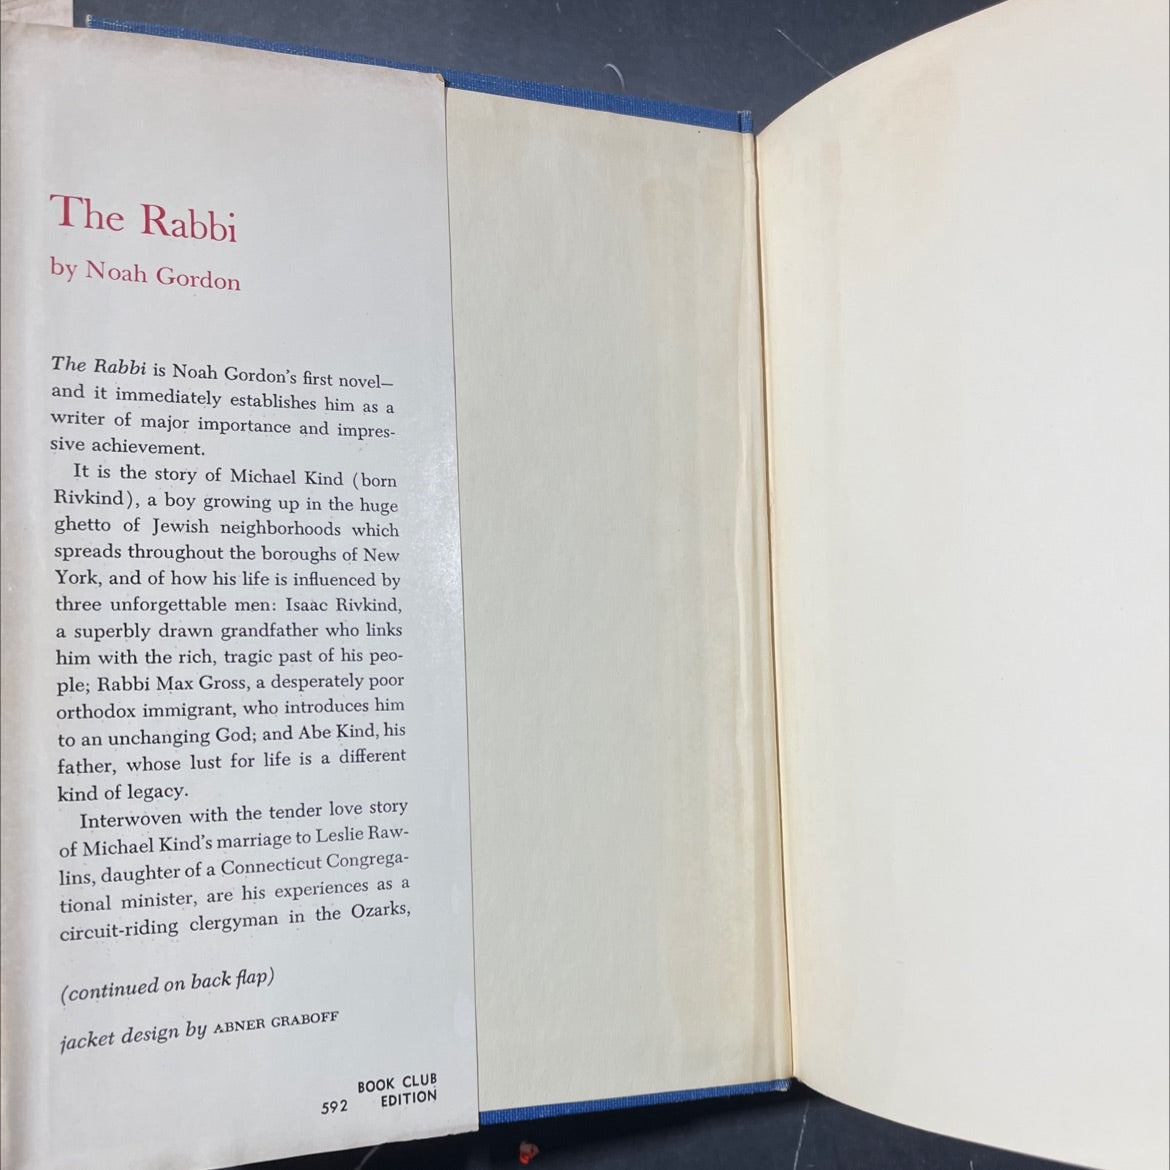 The Rabbi
by Noah Gordon
The Rabbi is Noah Gordon's first novel—
and it immediately establishes him as a
writer of major importance and impres-
sive achievement.
It is the story of Michael Kind (born
Rivkind), a boy growing up in the huge
ghetto of Jewish neighborhoods which
spreads throughout the boroughs of New
York, and of how his life is influenced by
three unforgettable men: Isaac Rivkind,
a superbly drawn grandfather who links
him with the rich, tragic past of his peo-
ple; Rabbi Max Gross, a desperately poor
orthodox immigrant, who introduces him
to an unchanging God; and Abe Kind, his
father, whose lust for life is a different
kind of legacy.
Interwoven with the tender love story
of Michael Kind's marriage to Leslie Raw-
lins, daughter of a Connecticut Congrega-
tional minister, are his experiences as a
circuit-riding clergyman in the Ozarks,
(continued on back flap)
jacket design by ABNER GRABOFF
BOOK CLUB
592 EDITION